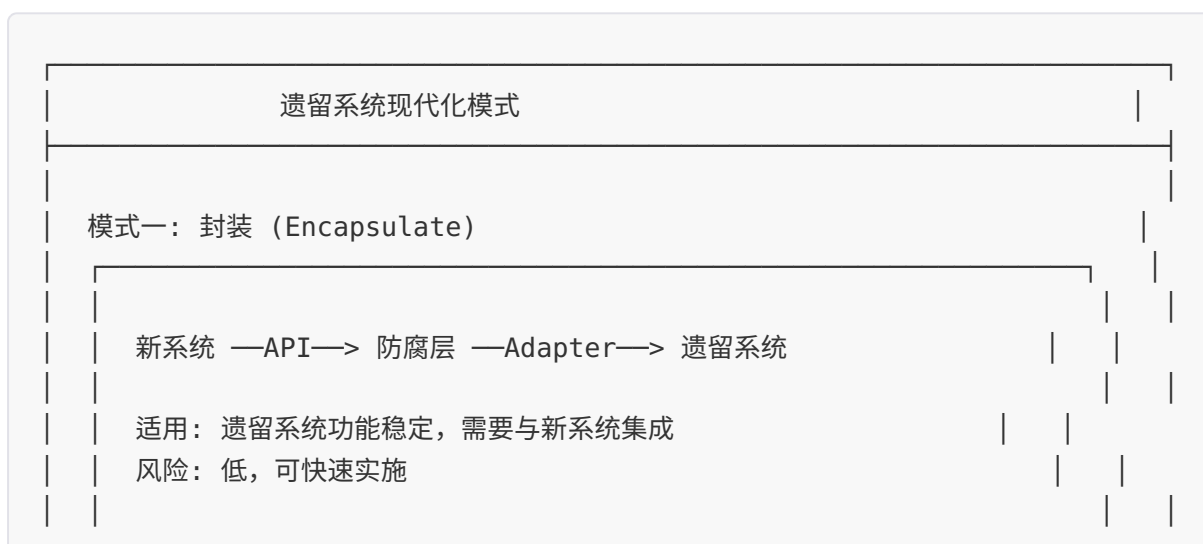 遗留系统现代化模式
模式一: 封装 (Encapsulate)
新系统 ──API──> 防腐层 ──Adapter──> 遗留系统
适用: 遗留系统功能稳定，需要与新系统集成
风险: 低，可快速实施